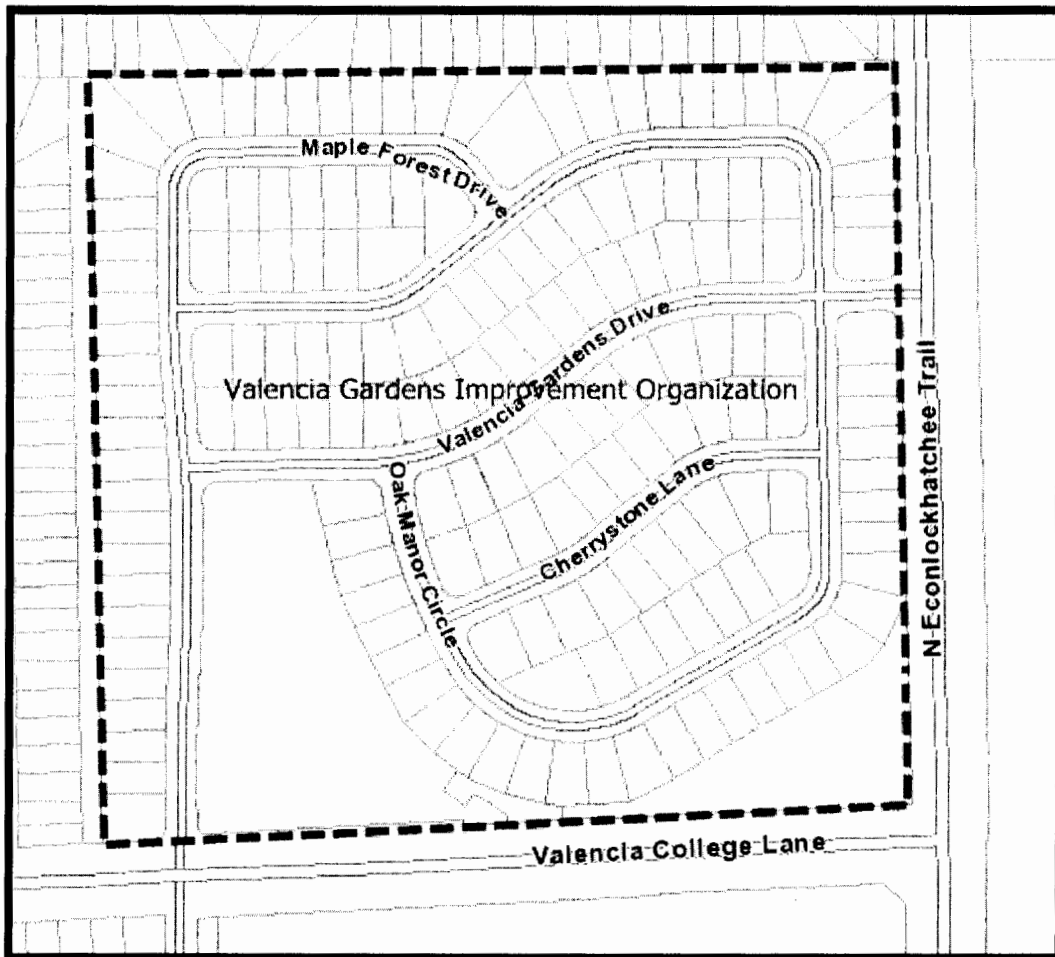 Maple Forest Drive
Valencia Gardens Improvement Organization
Valencia Gardens Drive
Oak Manor Circle
Cherrystone Lane
N Econlockhatchee Trail
Valencia College Lane